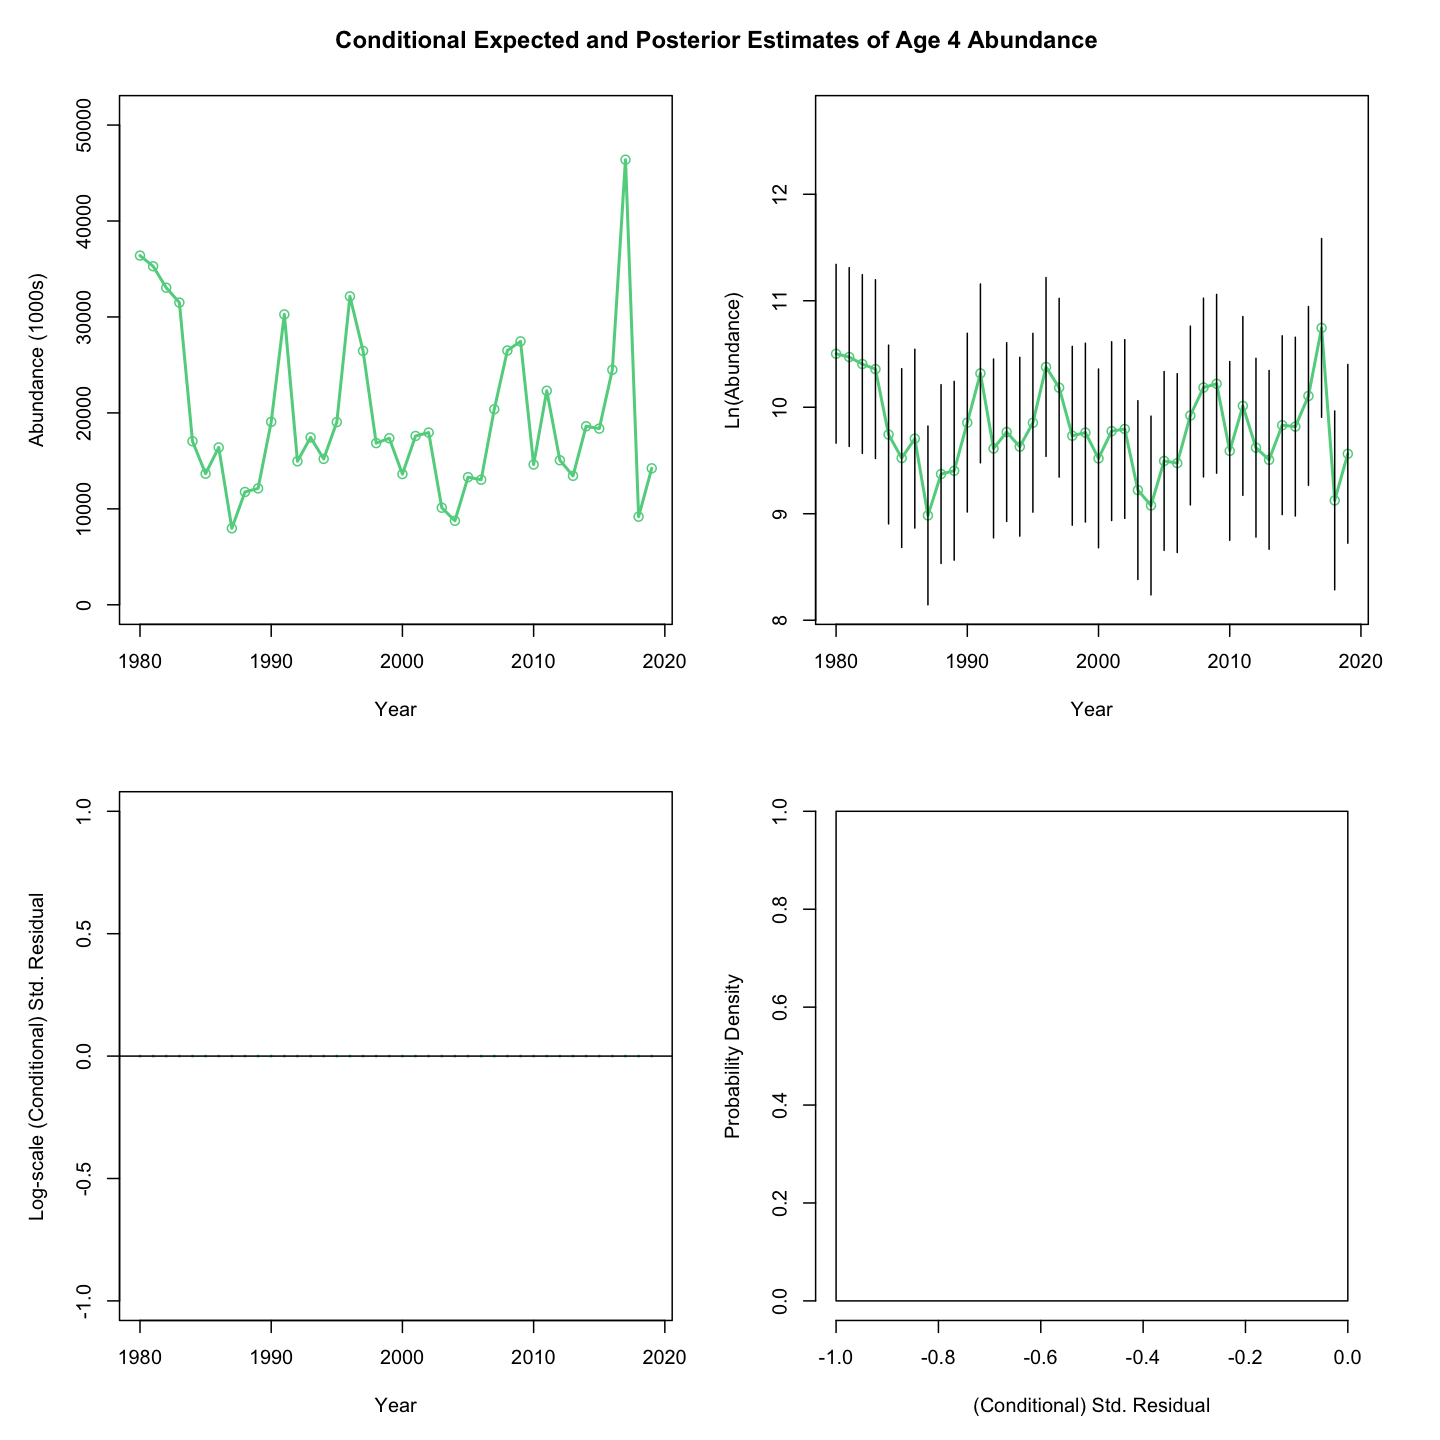 Conditional Expected and Posterior Estimates of Age 4 Abundance
Abundance (1000s)
50000
40000
30000
20000
10000
0
1980 1990 2000 2010 2020
Year
Ln(Abundance)
12
11
10
9
8
1980 1990 2000 2010 2020
Year
Log-scale (Conditional) Std. Residual
1.0
0.5
0.0
-0.5
-1.0
1980 1990 2000 2010 2020
Year
Probability Density
1.0
0.8
0.6
0.4
0.2
0.0
-1.0 -0.8 -0.6 -0.4 -0.2 0.0
(Conditional) Std. Residual